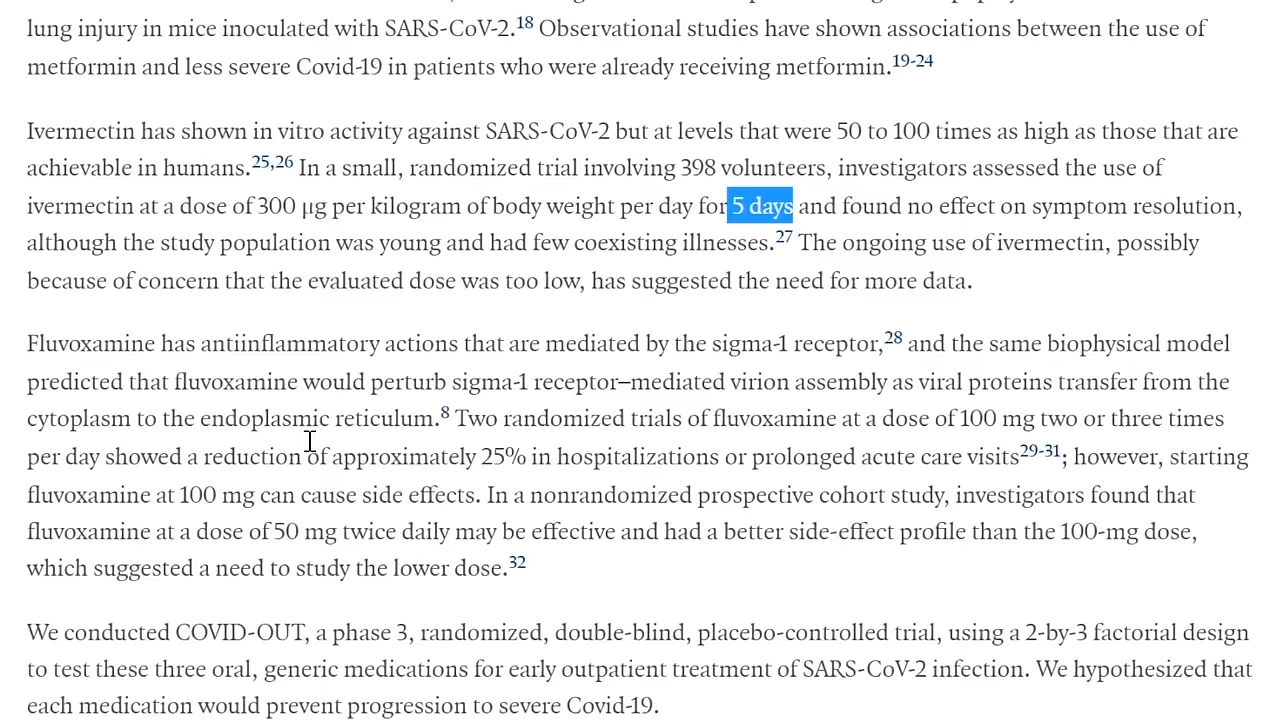 lung injury in mice inoculated with SARS-CoV-2.18 Observational studies have shown associations between the use of
metformin and less severe Covid-19 in patients who were already receiving metformin.19-24
Ivermectin has shown in vitro activity against SARS-CoV-2 but at levels that were 50 to 100 times as high as those that are
achievable in humans.25,26 In a small, randomized trial involving 398 volunteers, investigators assessed the use of
ivermectin at a dose of 300 μg per kilogram of body weight per day for 5 days and found no effect on symptom resolution,
although the study population was young and had few coexisting illnesses.27 The ongoing use of ivermectin, possibly
because of concern that the evaluated dose was too low, has suggested the need for more data.
Fluvoxamine has antiinflammatory actions that are mediated by the sigma-1 receptor,28 and the same biophysical model
predicted that fluvoxamine would perturb sigma-1 receptor–mediated virion assembly as viral proteins transfer from the
cytoplasm to the endoplasmic reticulum.8 Two randomized trials of fluvoxamine at a dose of 100 mg two or three times
per day showed a reduction of approximately 25% in hospitalizations or prolonged acute care visits29-31; however, starting
fluvoxamine at 100 mg can cause side effects. In a nonrandomized prospective cohort study, investigators found that
fluvoxamine at a dose of 50 mg twice daily may be effective and had a better side-effect profile than the 100-mg dose,
which suggested a need to study the lower dose.32
We conducted COVID-OUT, a phase 3, randomized, double-blind, placebo-controlled trial, using a 2-by-3 factorial design
to test these three oral, generic medications for early outpatient treatment of SARS-CoV-2 infection. We hypothesized that
each medication would prevent progression to severe Covid-19.